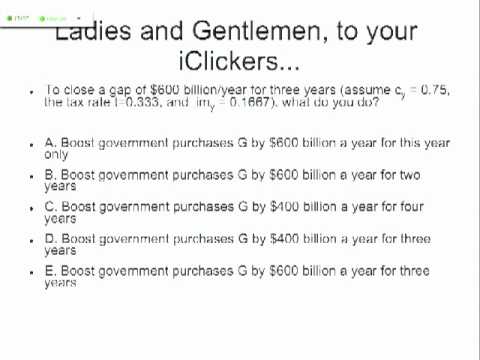 Ladies and Gentlemen, to your
iClickers...
• To close a gap of $600 billion/year for three years (assume cy = 0.75,
the tax rate t=0.333, and imy = 0.1667). what do you do?
• A. Boost government purchases G by $600 billion a year for this year
only
• B. Boost government purchases G by $600 billion a year for two
years
• C. Boost government purchases G by $400 billion a year for four
years
• D. Boost government purchases G by $400 billion a year for three
years
• E. Boost government purchases G by $600 billion a year for three
years